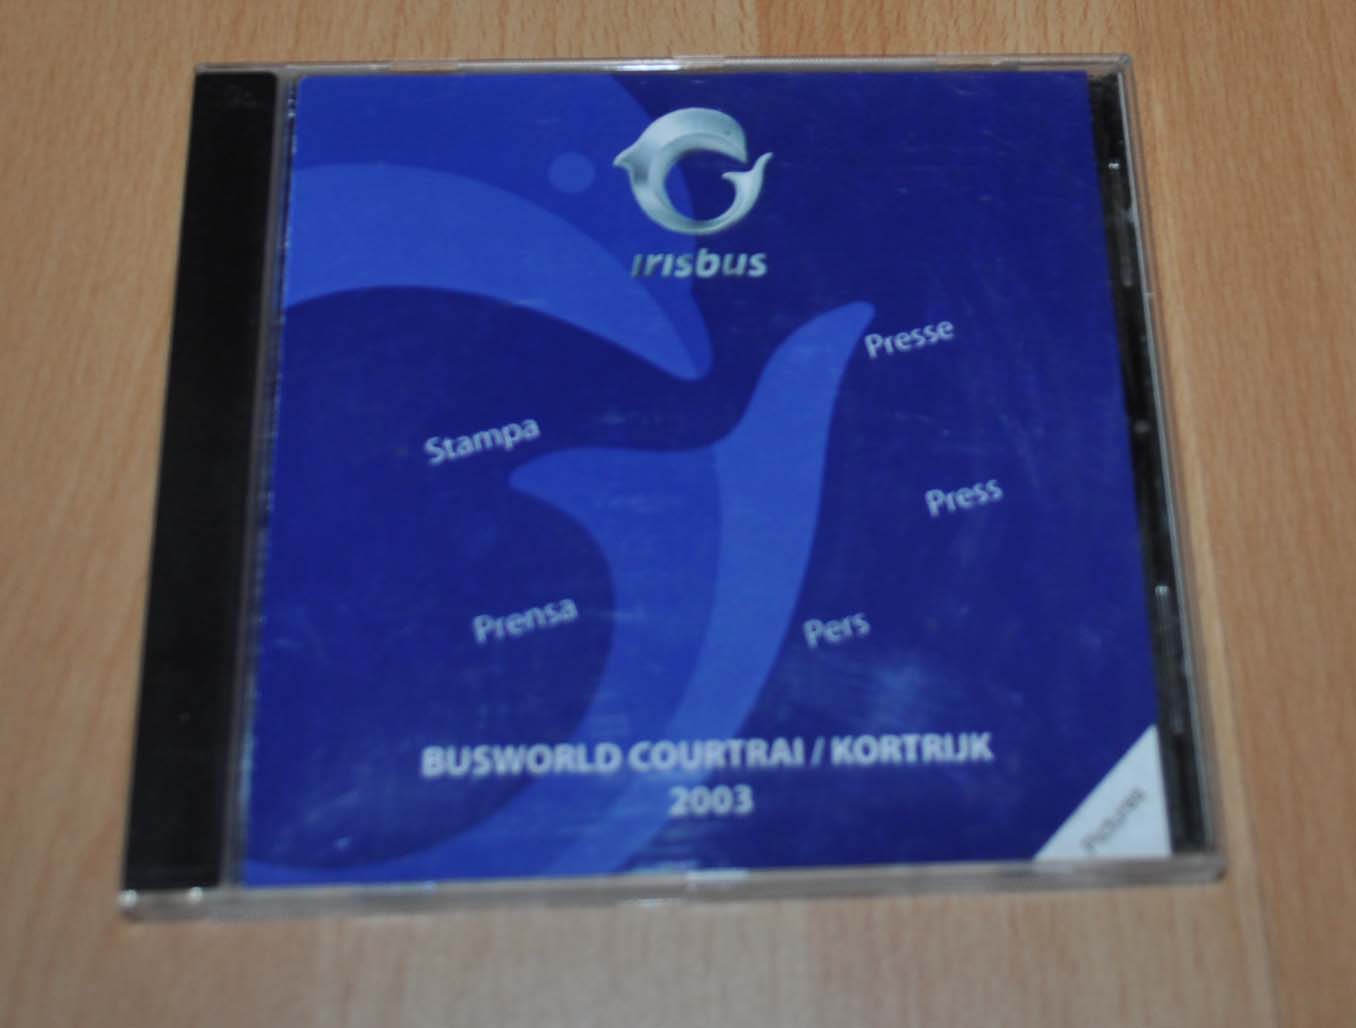 irisbus
Presse
Stampa
Press
Prensa
Pers
BUSWORLD COURTRAI / KORTRIJK
2003
Pictures